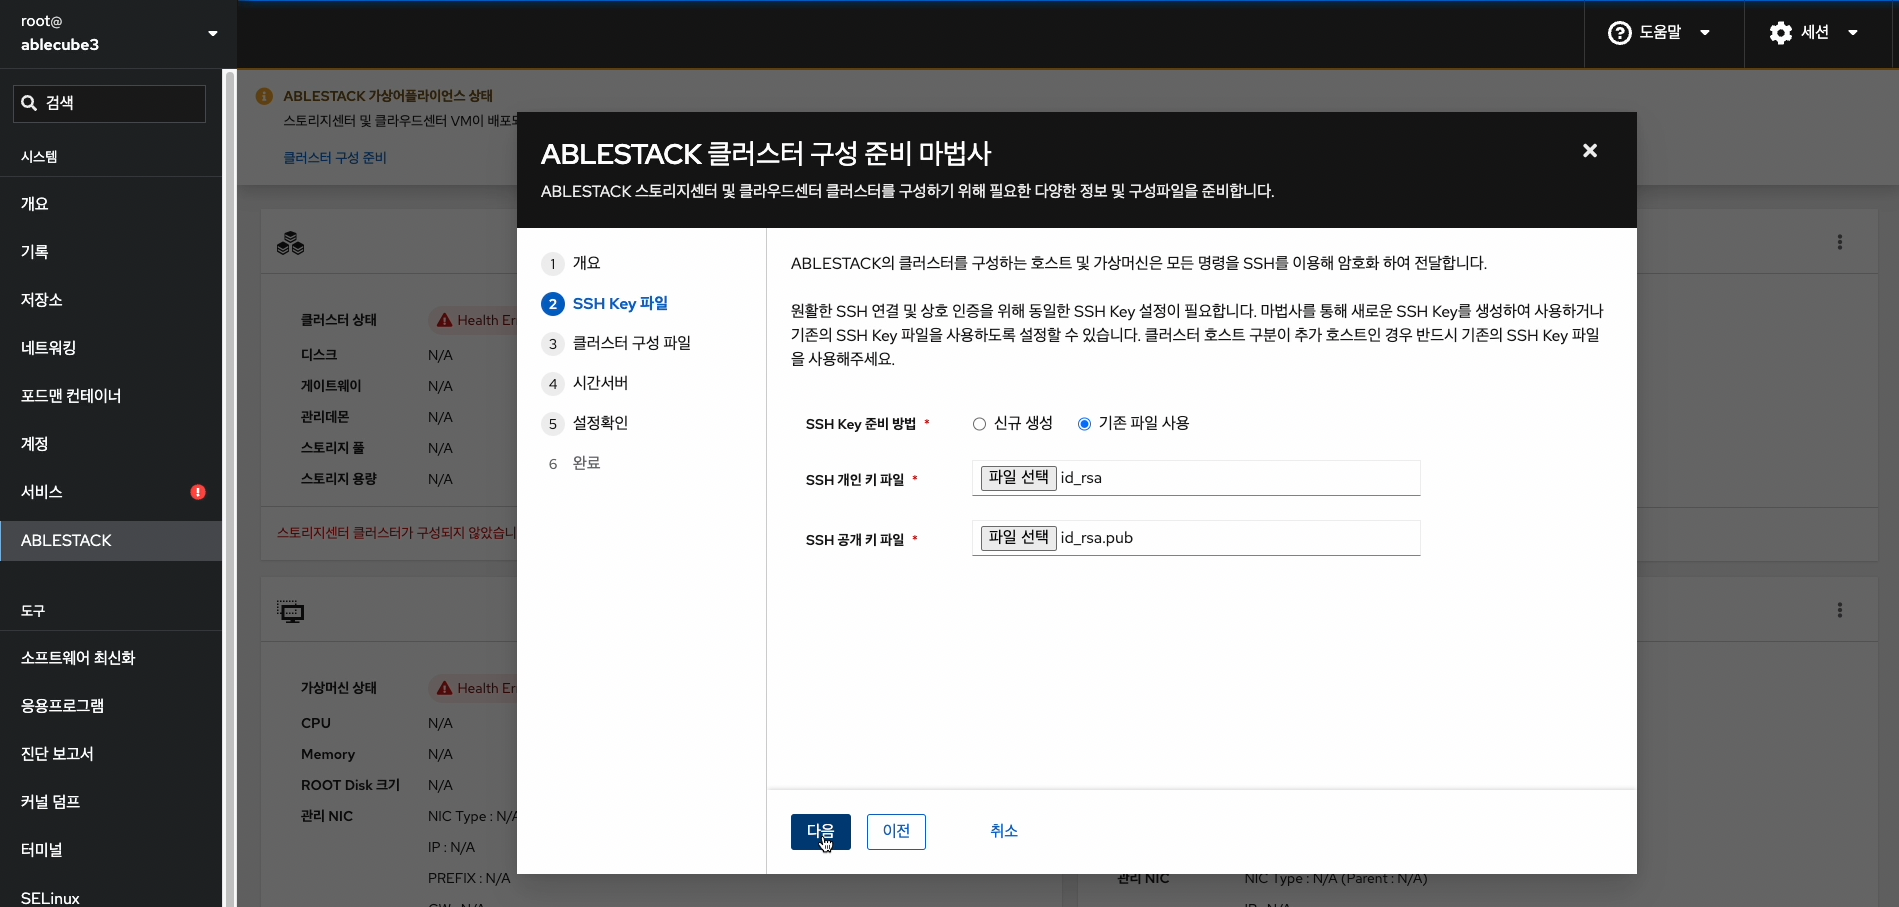 root@
ablecube3
도움말
세션
검색
시스템
개요
기록
저장소
네트워킹
포드맨 컨테이너
계정
서비스
ABLESTACK
도구
소프트웨어 최신화
응용프로그램
진단 보고서
커널 덤프
터미널
SELinux
ABLESTACK 가상어플라이언스 상태
스토리지센터 및 클라우드센터 VM이 배포되
클러스터 구성 준비
클러스터 상태 Health Er
디스크 N/A
게이트웨이 N/A
관리데몬 N/A
스토리지 풀 N/A
스토리지 용량 N/A
스토리지센터 클러스터가 구성되지 않았습니
가상머신 상태 Health Er
CPU N/A
Memory N/A
ROOT Disk 크기 N/A
관리 NIC NIC Type : N/A
IP : N/A
PREFIX : N/A
관리 NIC NIC Type : N/A (Parent : N/A)
ABLESTACK 클러스터 구성 준비 마법사
ABLESTACK 스토리지센터 및 클라우드센터 클러스터를 구성하기 위해 필요한 다양한 정보 및 구성파일을 준비합니다.
1 개요
2 SSH Key 파일
3 클러스터 구성 파일
4 시간서버
5 설정확인
6 완료
ABLESTACK의 클러스터를 구성하는 호스트 및 가상머신은 모든 명령을 SSH를 이용해 암호화 하여 전달합니다.
원활한 SSH 연결 및 상호 인증을 위해 동일한 SSH Key 설정이 필요합니다. 마법사를 통해 새로운 SSH Key를 생성하여 사용하거나
기존의 SSH Key 파일을 사용하도록 설정할 수 있습니다. 클러스터 호스트 구분이 추가 호스트인 경우 반드시 기존의 SSH Key 파일
을 사용해주세요.
SSH Key 준비 방법 * 신규 생성 기존 파일 사용
SSH 개인 키 파일 * 파일 선택 id_rsa
SSH 공개 키 파일 * 파일 선택 id_rsa.pub
다음 이전 취소